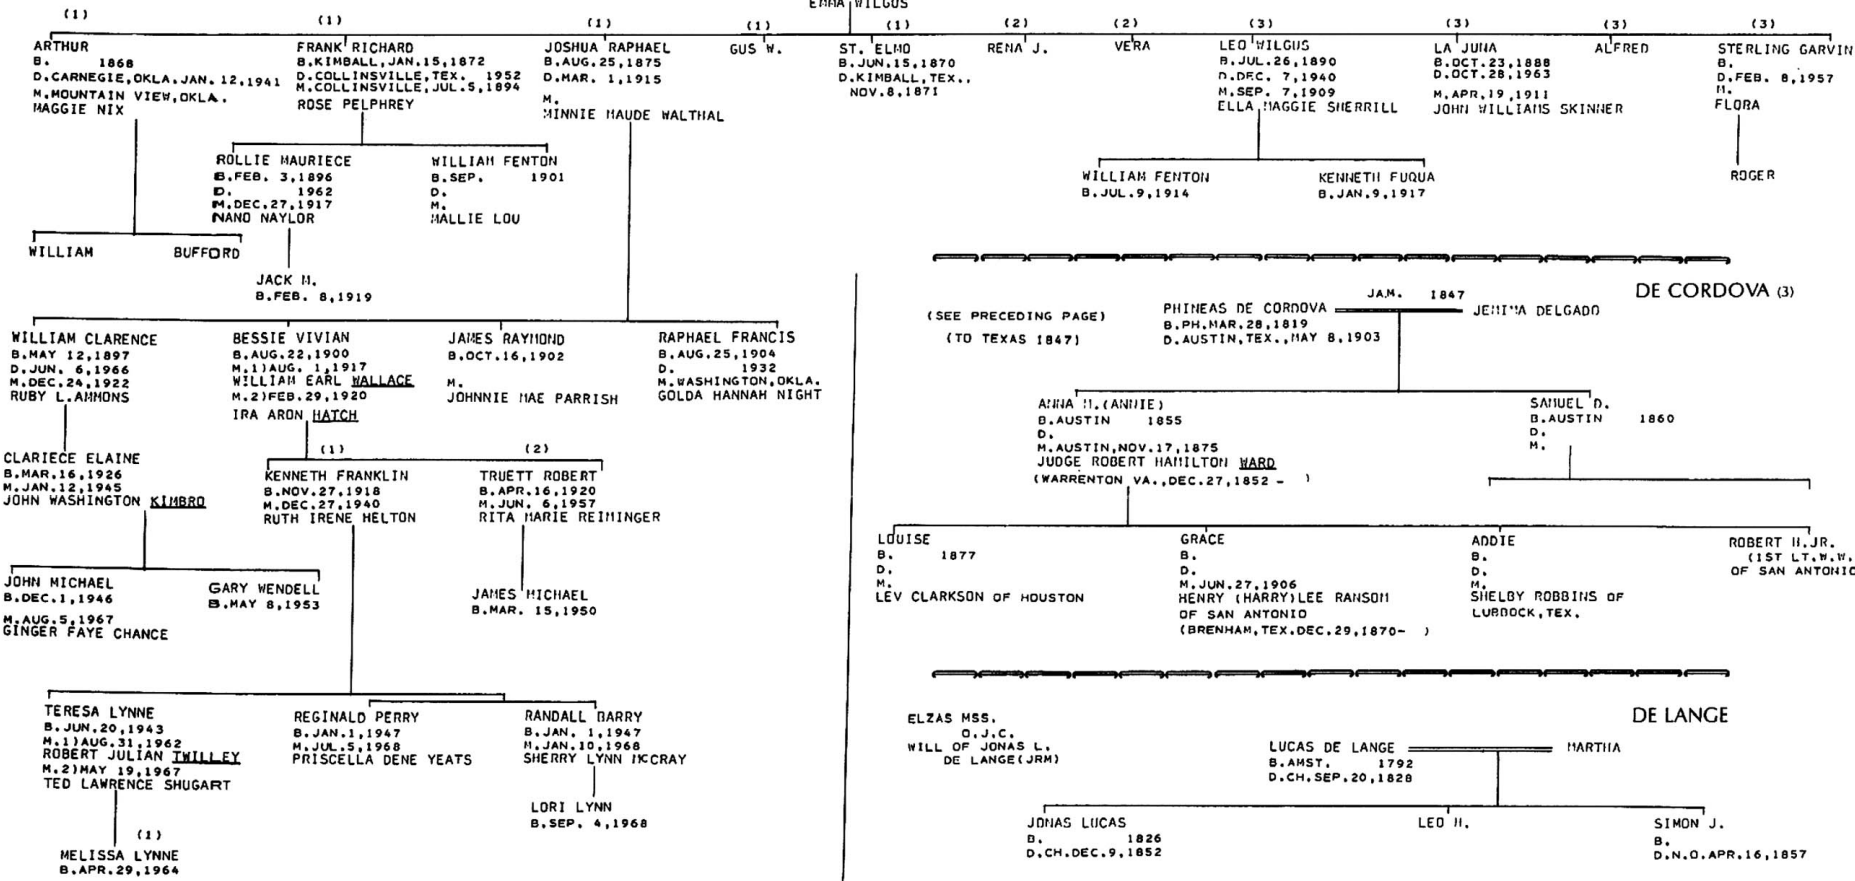 EMMA WILGUS
(1) (1) (1) (1) (1) (2) (2) (3) (3) (3) (3)
ARTHUR
B. 1868
D.CARNEGIE,OKLA.JAN. 12,1941
M.MOUNTAIN VIEW,OKLA.
MAGGIE NIX
FRANK RICHARD
B.KIMBALL,JAN.15,1872
D.COLLINSVILLE,TEX. 1952
M.COLLINSVILLE,JUL.5,1894
ROSE PELPHREY
JOSHUA RAPHAEL
B.AUG.25,1875
D.MAR. 1,1915
M.
MINNIE MAUDE WALTHAL
GUS W.
ST. ELMO
B.JUN.15,1870
D.KIMBALL,TEX.,
NOV.8,1871
RENA J.
VERA
LEO WILGUS
B.JUL.26,1890
D.DEC. 7,1940
M.SEP. 7,1909
ELLA MAGGIE SHERRILL
LA JUNA
B.OCT.23,1888
D.OCT.28,1963
M.APR.19,1911
JOHN WILLIAMS SKINNER
ALFRED
STERLING GARVIN
B.
D.FEB. 8,1957
M.
FLORA
ROLLIE MAURIECE
B.FEB. 3,1896
D. 1962
M.DEC.27,1917
NANO NAYLOR
WILLIAM FENTON
B.SEP. 1901
D.
M.
MALLIE LOU
WILLIAM FENTON
B.JUL.9,1914
KENNETH FUQUA
B.JAN.9,1917
ROGER
WILLIAM
BUFFORD
JACK M.
B.FEB. 8,1919
WILLIAM CLARENCE
B.MAY 12,1897
D.JUN. 6,1966
M.DEC.24,1922
RUBY L.AMMONS
BESSIE VIVIAN
B.AUG.22,1900
M.1)AUG. 1,1917
WILLIAM EARL WALLACE
M.2)FEB.29,1920
IRA ARON HATCH
JAMES RAYMOND
B.OCT.16,1902
M.
JOHNNIE MAE PARRISH
RAPHAEL FRANCIS
B.AUG.25,1904
D. 1932
M.WASHINGTON,OKLA.
GOLDA HANNAH NIGHT
CLARIECE ELAINE
B.MAR.16,1926
M.JAN.12,1945
JOHN WASHINGTON KIMBRO
(1)
KENNETH FRANKLIN
B.NOV.27,1918
M.DEC.27,1940
RUTH IRENE HELTON
(2)
TRUETT ROBERT
B.APR.16,1920
M.JUN. 6,1957
RITA MARIE REIMINGER
JOHN MICHAEL
B.DEC.1,1946
M.AUG.5,1967
GINGER FAYE CHANCE
GARY WENDELL
B.MAY 8,1953
JAMES MICHAEL
B.MAR. 15,1950
TERESA LYNNE
B.JUN.20,1943
M.1)AUG.31,1962
ROBERT JULIAN TWILLEY
M.2)MAY 19,1967
TED LAWRENCE SHUGART
REGINALD PERRY
B.JAN.1,1947
M.JUL.5,1968
PRISCELLA DENE YEATS
RANDALL BARRY
B.JAN. 1,1947
M.JAN.10,1968
SHERRY LYNN MCCRAY
LORI LYNN
B.SEP. 4,1968
(1)
MELISSA LYNNE
B.APR.29,1964
DE CORDOVA (3)
(SEE PRECEDING PAGE)
(TO TEXAS 1847)
PHINEAS DE CORDOVA
B.PH.MAR.28,1819
D.AUSTIN,TEX.,MAY 8,1903
JAM. 1847
JEMIMA DELGADO
ANNA M.(ANNIE)
B.AUSTIN 1855
D.
M.AUSTIN,NOV.17,1875
JUDGE ROBERT HAMILTON WARD
(WARRENTON VA.,DEC.27,1852 - )
SAMUEL D.
B.AUSTIN 1860
D.
M.
LOUISE
B. 1877
D.
M.
LEV CLARKSON OF HOUSTON
GRACE
B.
D.
M.JUN.27,1906
HENRY (HARRY)LEE RANSOM
OF SAN ANTONIO
(BRENHAM,TEX.DEC.29,1870- )
ADDIE
B.
D.
M.
SHELBY ROBBINS OF
LUBBOCK,TEX.
ROBERT H.JR.
(1ST LT.W.W.
OF SAN ANTONIO
DE LANGE
ELZAS MSS.
O.J.C.
WILL OF JONAS L.
DE LANGE(JRM)
LUCAS DE LANGE
B.AMST. 1792
D.CH.SEP.20,1828
MARTHA
JONAS LUCAS
B. 1826
D.CH.DEC.9,1852
LEO H.
SIMON J.
B.
D.N.O.APR.16,1857